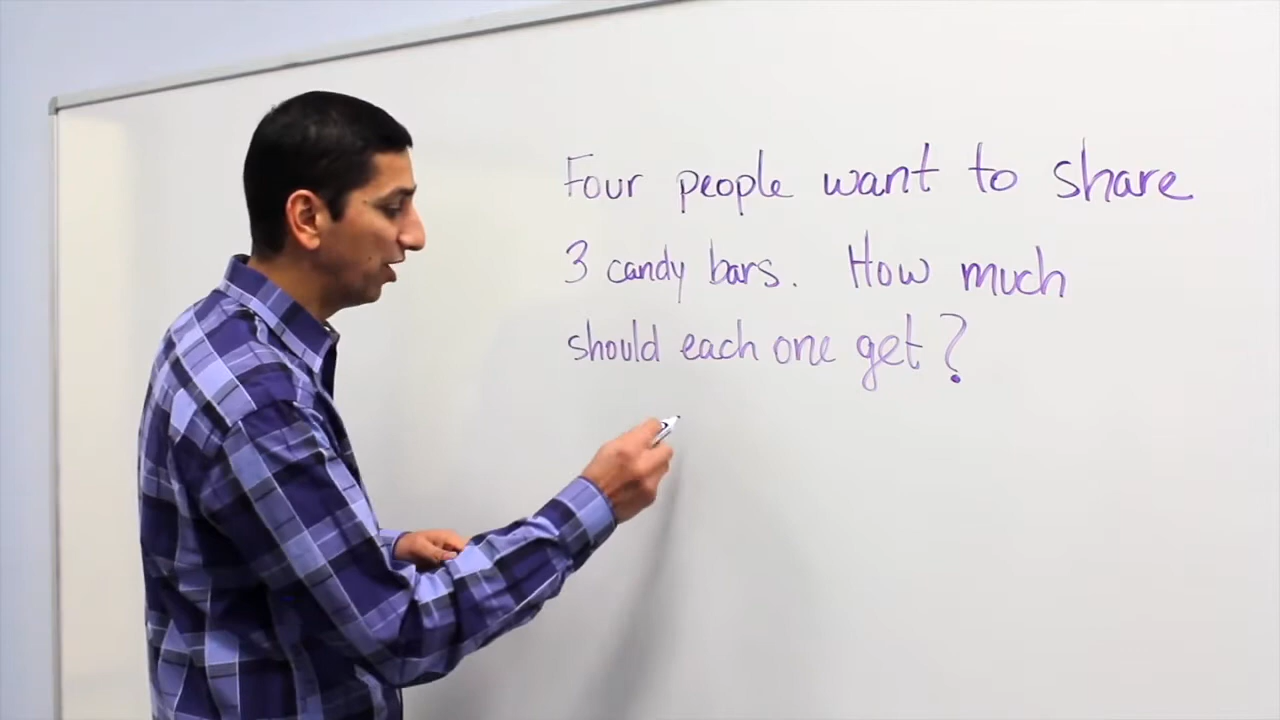 Four people want to share
3 candy bars. How much
should each one get?